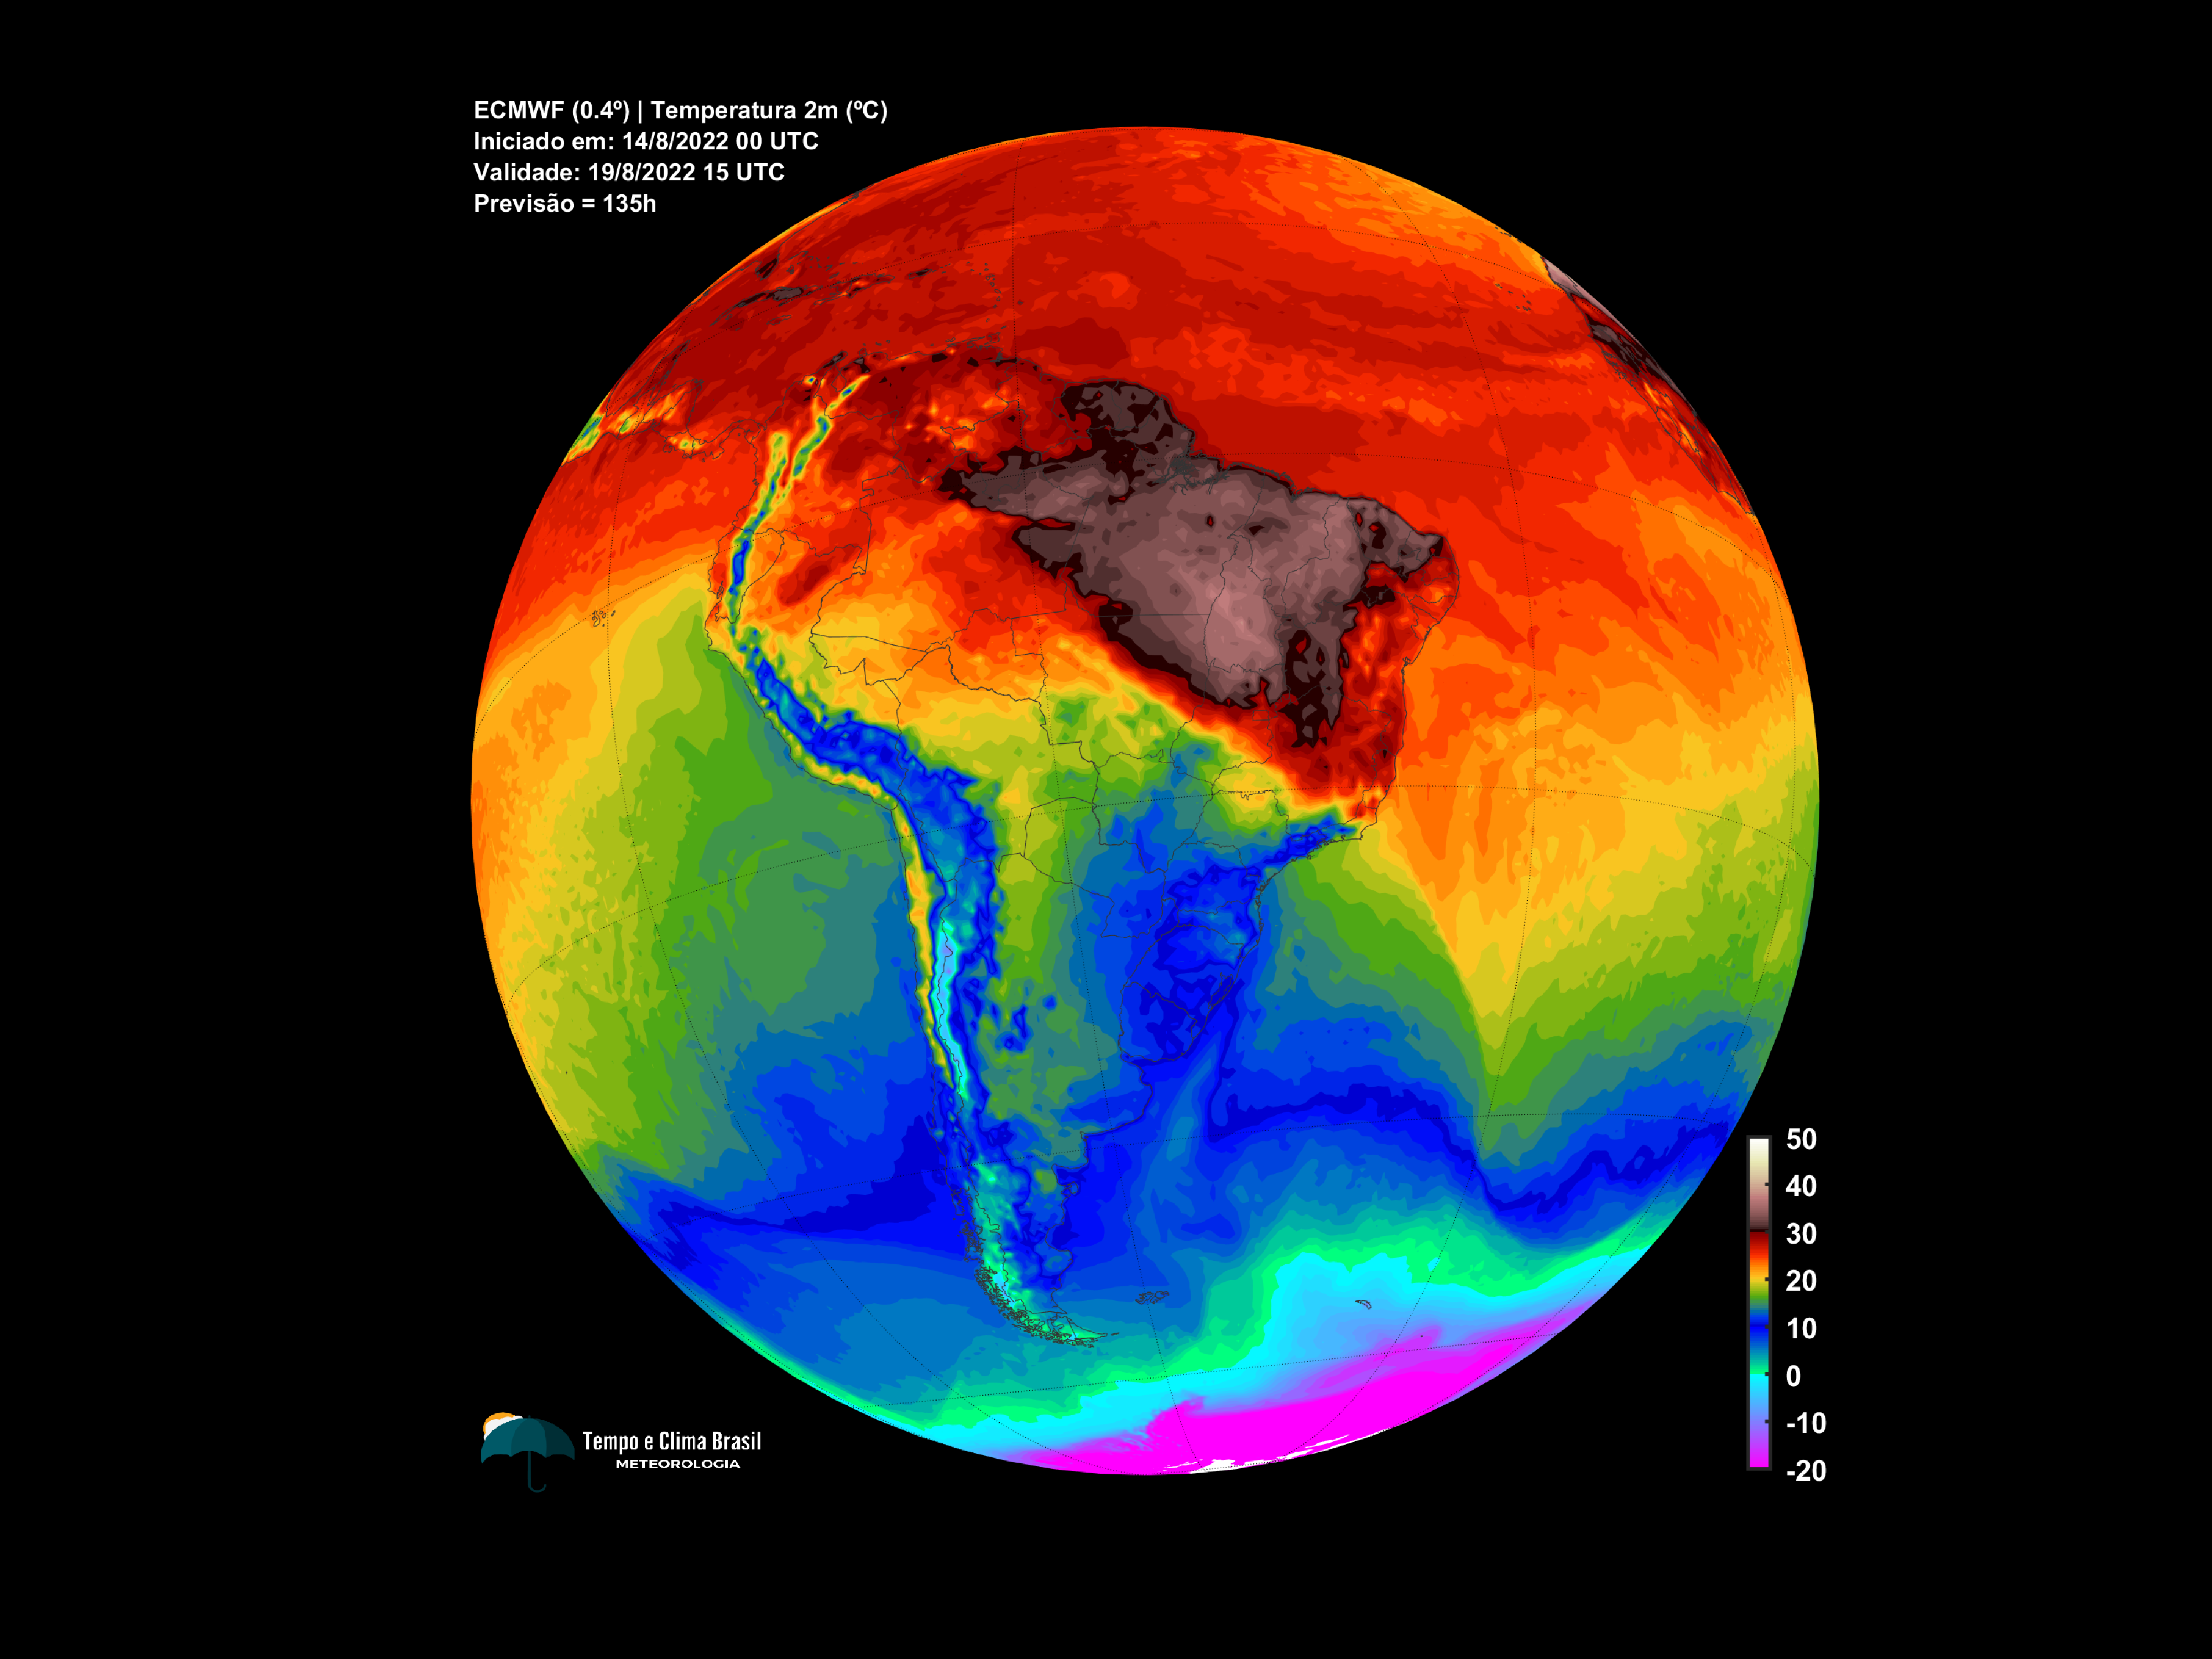 ECMWF (0.4º) | Temperatura 2m (ºC)
Iniciado em: 14/8/2022 00 UTC
Validade: 19/8/2022 15 UTC
Previsão = 135h
50
40
30
20
10
0
-10
-20
Tempo e Clima Brasil
METEOROLOGIA